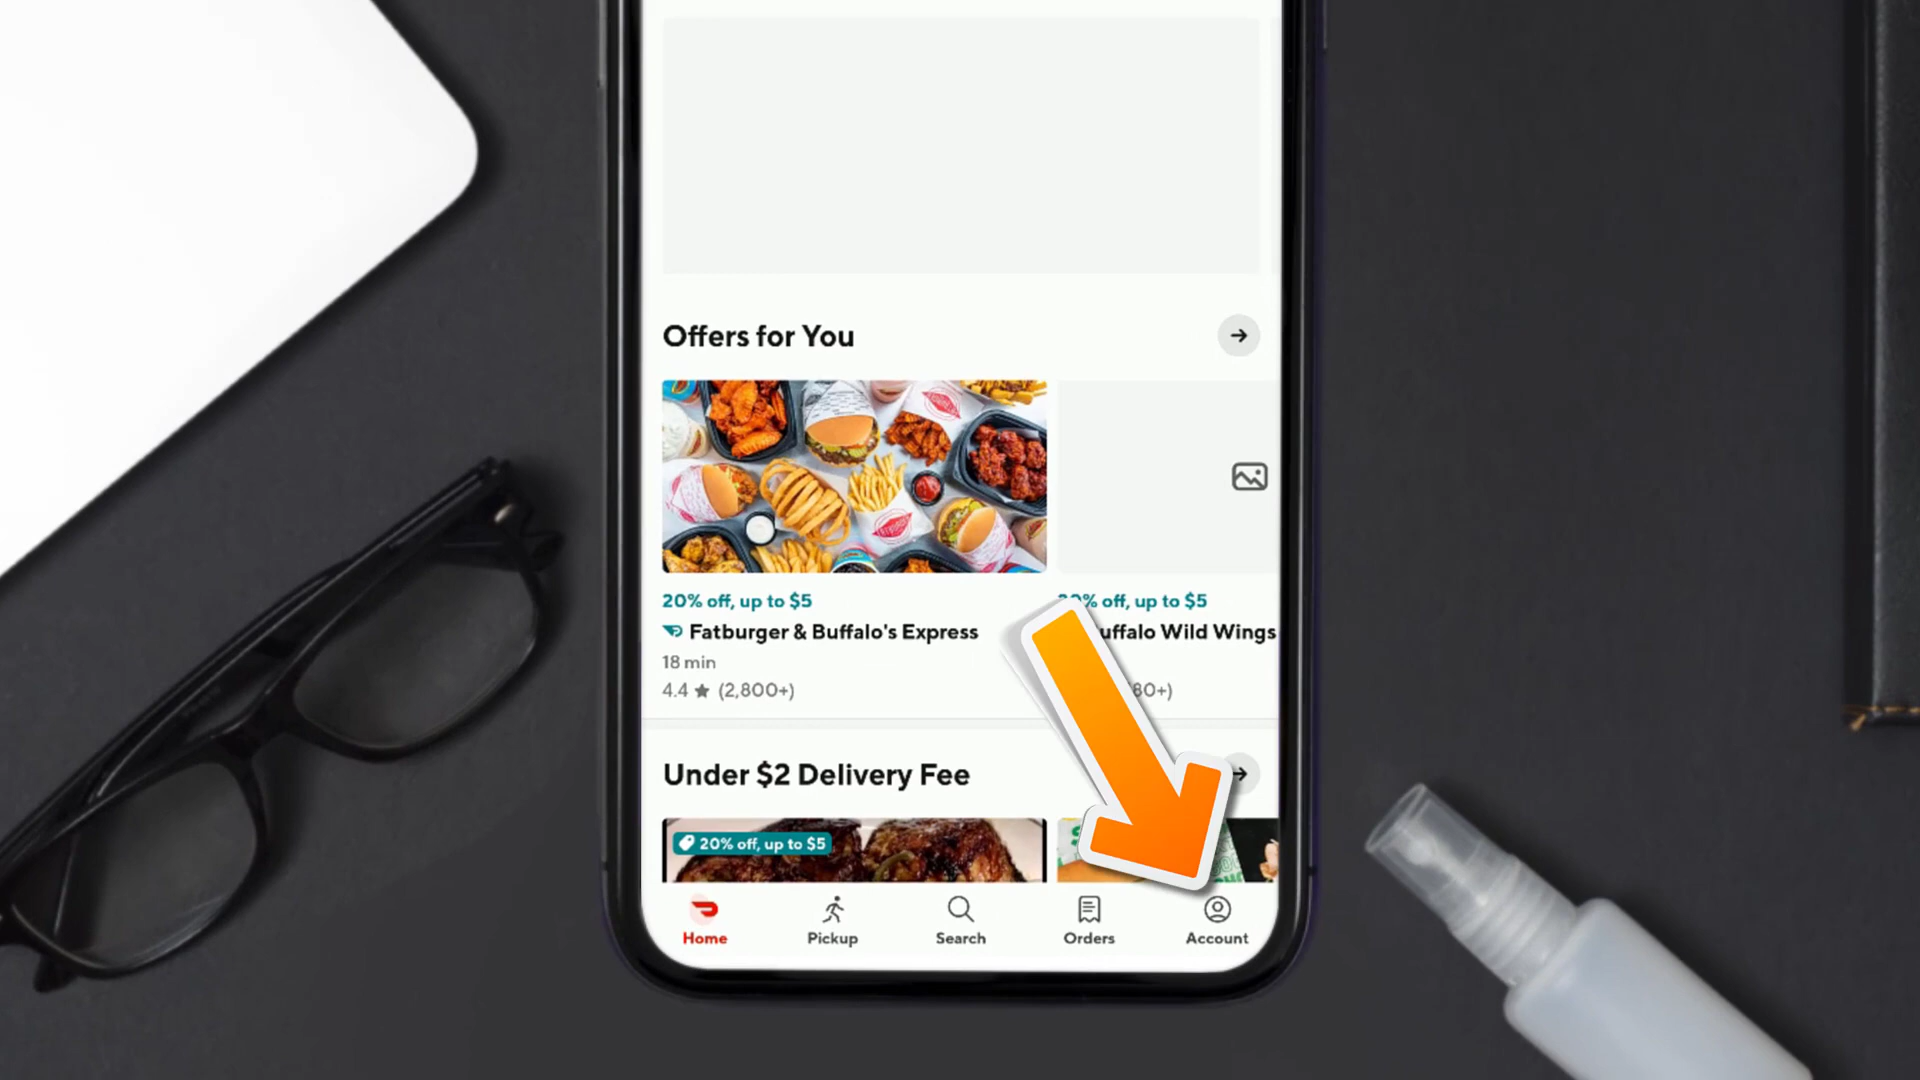 Offers for You
20% off, up to $5
% off, up to $5
Fatburger & Buffalo's Express
uffalo Wild Wings
18 min
4.4 ★ (2,800+)
80+)
Under $2 Delivery Fee
20% off, up to $5
Home
Pickup
Search
Orders
Account